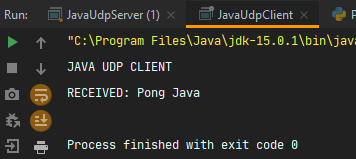 Run: JavaUdpServer (1) × JavaUdpClient ×
"C:\Program Files\Java\jdk-15.0.1\bin\java
JAVA UDP CLIENT
RECEIVED: Pong Java
Process finished with exit code 0